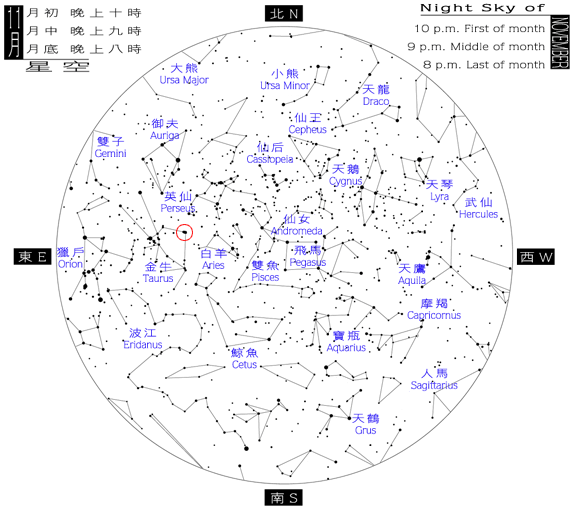 11月
月初 晚上十時
月中 晚上九時
月底 晚上八時
星空
北 N
Night Sky of
NOVEMBER
10 p.m. First of month
9 p.m. Middle of month
8 p.m. Last of month
大熊
Ursa Major
小熊
Ursa Minor
天龍
Draco
御夫
Auriga
仙王
Cepheus
雙子
Gemini
仙后
Cassiopeia
天鵝
Cygnus
天琴
Lyra
武仙
Hercules
英仙
Perseus
仙女
Andromeda
東 E
獵戶
Orion
金牛
Taurus
白羊
Aries
雙魚
Pisces
飛馬
Pegasus
天鷹
Aquila
西 W
摩羯
Capricornus
波江
Eridanus
鯨魚
Cetus
寶瓶
Aquarius
人馬
Sagittarius
天鶴
Grus
南 S